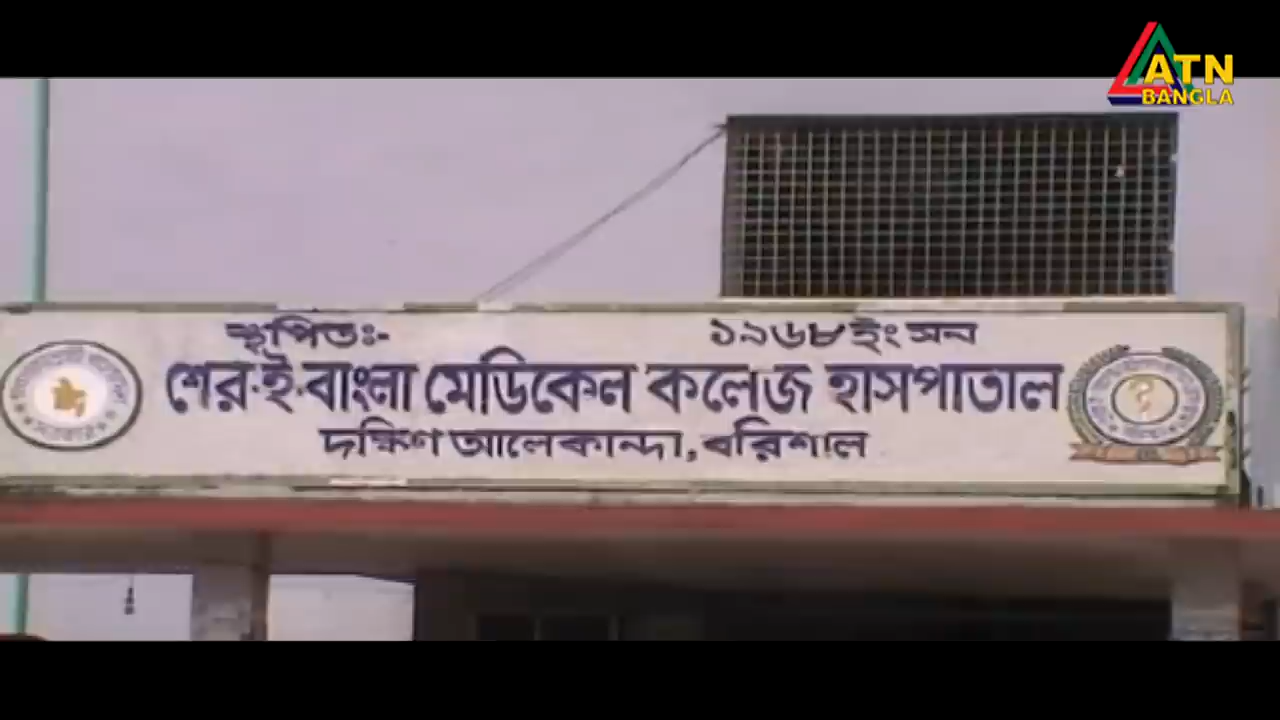 ATN
BANGLA
স্থাপিতঃ- ১৯৬৮ইং সন
শের-ই-বাংলা মেডিকেল কলেজ হাসপাতাল
দক্ষিণ আলেকান্দা, বরিশাল